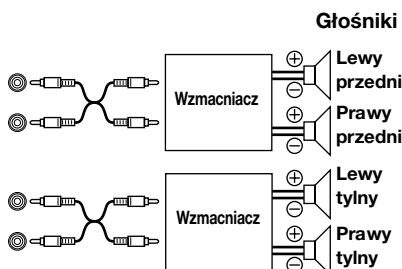 Głośniki
Lewy
przedni
Wzmacniacz
Prawy
przedni
Lewy
tylny
Wzmacniacz
Prawy
tylny